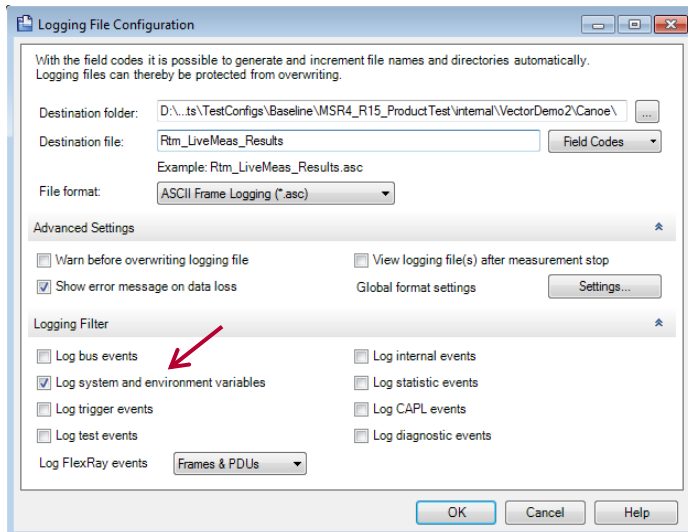 Logging File Configuration
With the field codes it is possible to generate and increment file names and directories automatically.
Logging files can thereby be protected from overwriting.
Destination folder: D:\...ts\TestConfigs\Baseline\MSR4_R15_ProductTest\internal\VectorDemo2\Canoe\ ...
Destination file: Rtm_LiveMeas_Results Field Codes
Example: Rtm_LiveMeas_Results.asc
File format: ASCII Frame Logging (*.asc)
Advanced Settings
Warn before overwriting logging file View logging file(s) after measurement stop
Show error message on data loss Global format settings Settings...
Logging Filter
Log bus events Log internal events
Log system and environment variables Log statistic events
Log trigger events Log CAPL events
Log test events Log diagnostic events
Log FlexRay events Frames & PDUs
OK Cancel Help